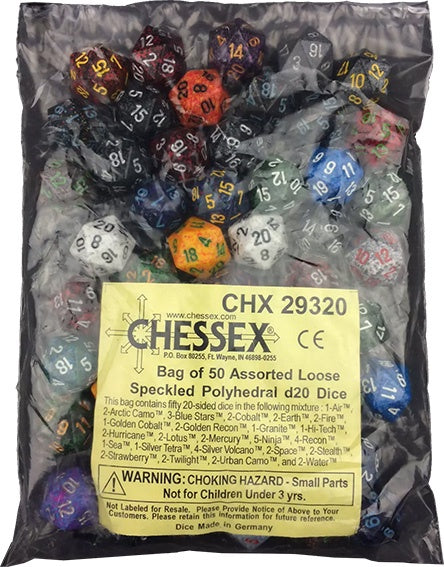 CHX 29320
www.chessex.com
CHESSEX® CE
P.O. Box 80255, Ft. Wayne, IN 46898-0255
Bag of 50 Assorted Loose
Speckled Polyhedral d20 Dice
This bag contains fifty 20-sided dice in the following mixture : 1-Air™,
2-Arctic Camo™, 3-Blue Stars™, 2-Cobalt™, 2-Earth™, 2-Fire™,
1-Golden Cobalt™, 2-Golden Recon™, 1-Granite™, 1-Hi-Tech™,
2-Hurricane™, 2-Lotus™, 2-Mercury™, 5-Ninja™, 4-Recon™,
1-Sea™, 1-Silver Tetra™, 4-Silver Volcano™, 2-Space™, 2-Stealth™,
2-Strawberry™, 2-Twilight™, 2-Urban Camo™, and 2-Water™
WARNING: CHOKING HAZARD - Small Parts
Not for Children Under 3 yrs.
Not Labeled for Resale. Please Provide Notice of Above to Your
Customers. Please retain this information for future reference.
Dice Made in Germany